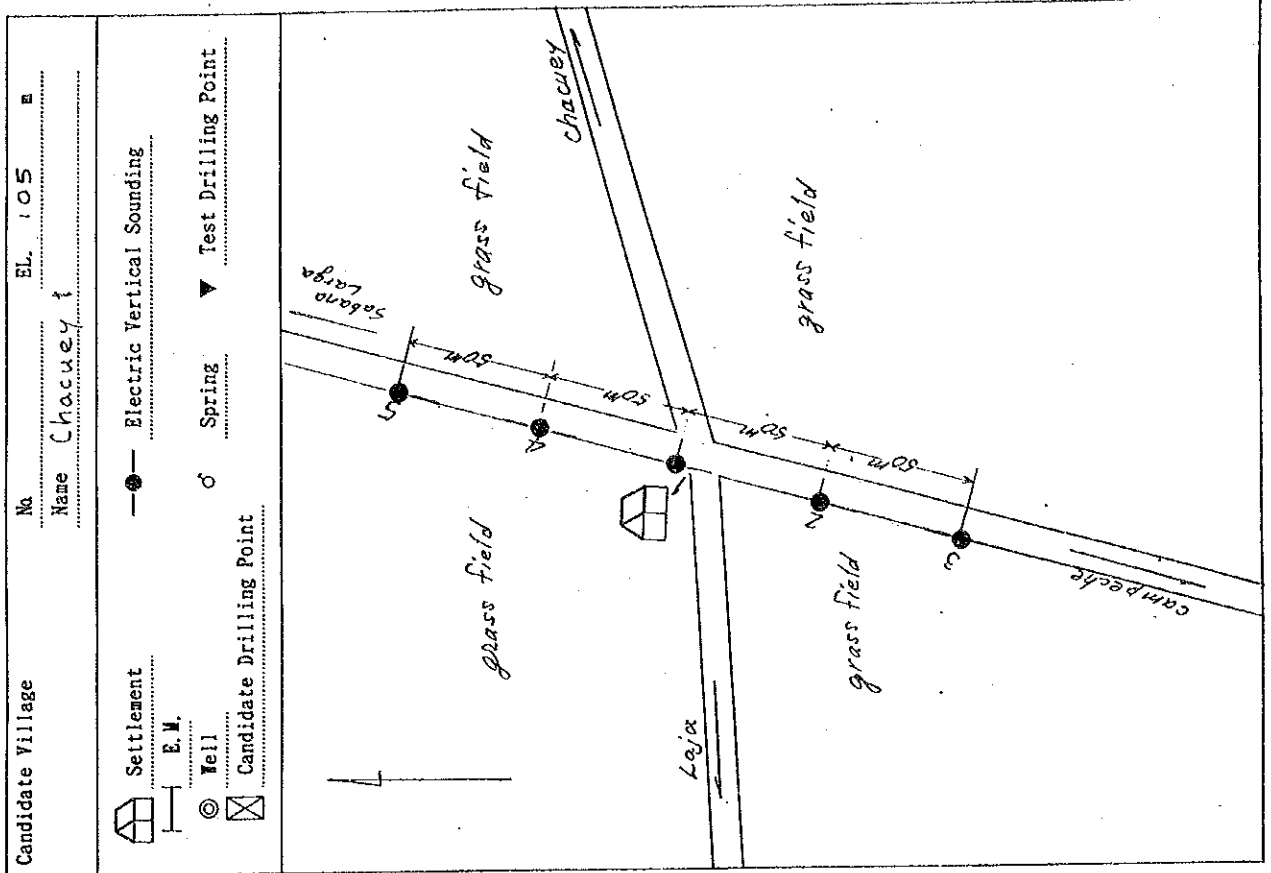 Candidate Village
No. EL. 105 m
Name Chacuey 1
Settlement
E.M.
Well
Candidate Drilling Point
Electric Vertical Sounding
Spring
Test Drilling Point
Sabana
Larga
grass field
grass field
chacuey
5
50m
4
50m
50m
2
50m
3
Loja
grass field
grass field
campeche